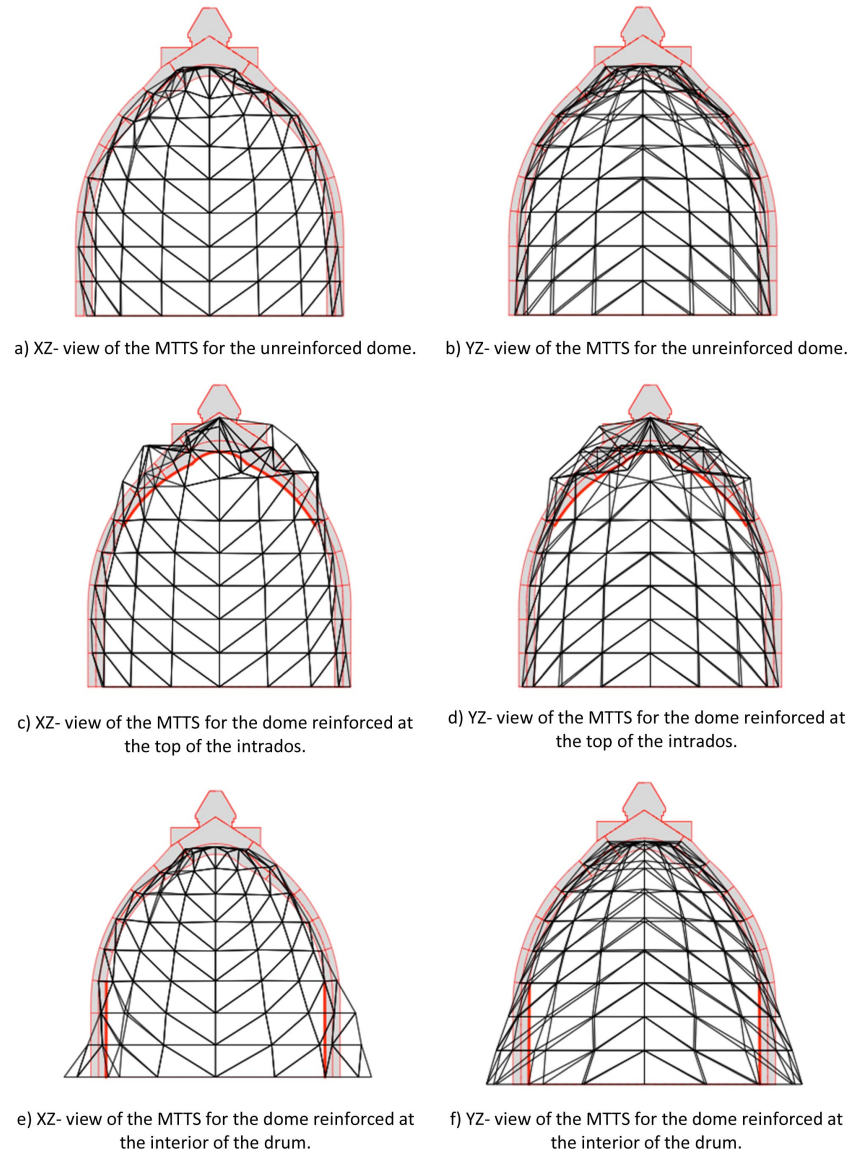 a) XZ- view of the MTTS for the unreinforced dome.
b) YZ- view of the MTTS for the unreinforced dome.
c) XZ- view of the MTTS for the dome reinforced at
the top of the intrados.
d) YZ- view of the MTTS for the dome reinforced at
the top of the intrados.
e) XZ- view of the MTTS for the dome reinforced at
the interior of the drum.
f) YZ- view of the MTTS for the dome reinforced at
the interior of the drum.